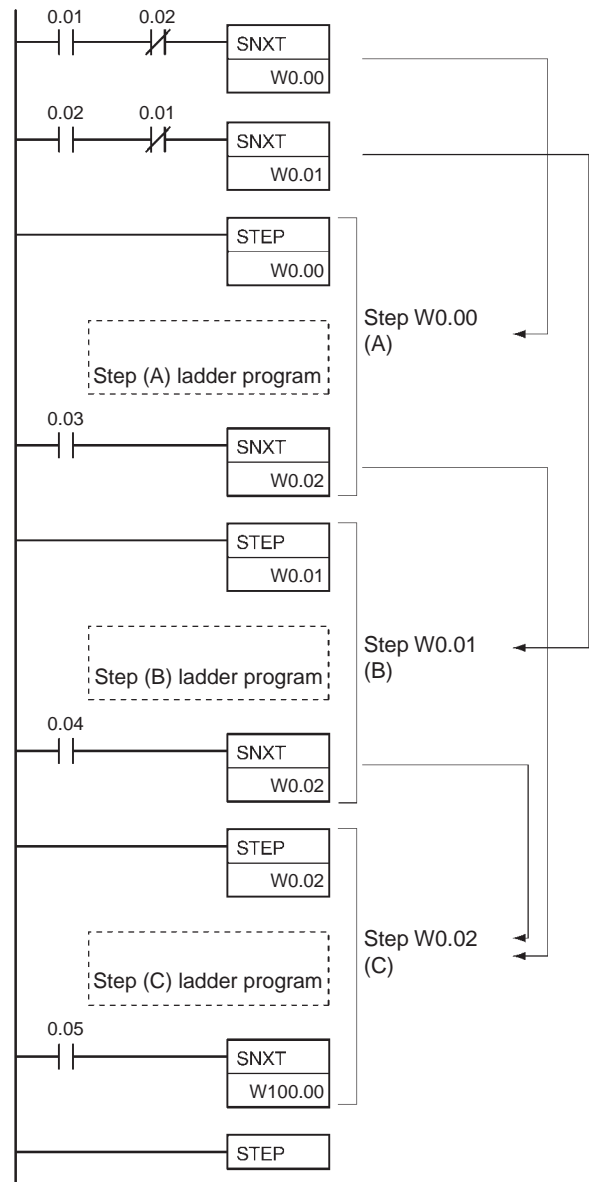 0.01 0.02
SNXT
W0.00
0.02 0.01
SNXT
W0.01
STEP
W0.00
Step W0.00
(A)
Step (A) ladder program
0.03
SNXT
W0.02
STEP
W0.01
Step W0.01
(B)
Step (B) ladder program
0.04
SNXT
W0.02
STEP
W0.02
Step W0.02
(C)
Step (C) ladder program
0.05
SNXT
W100.00
STEP